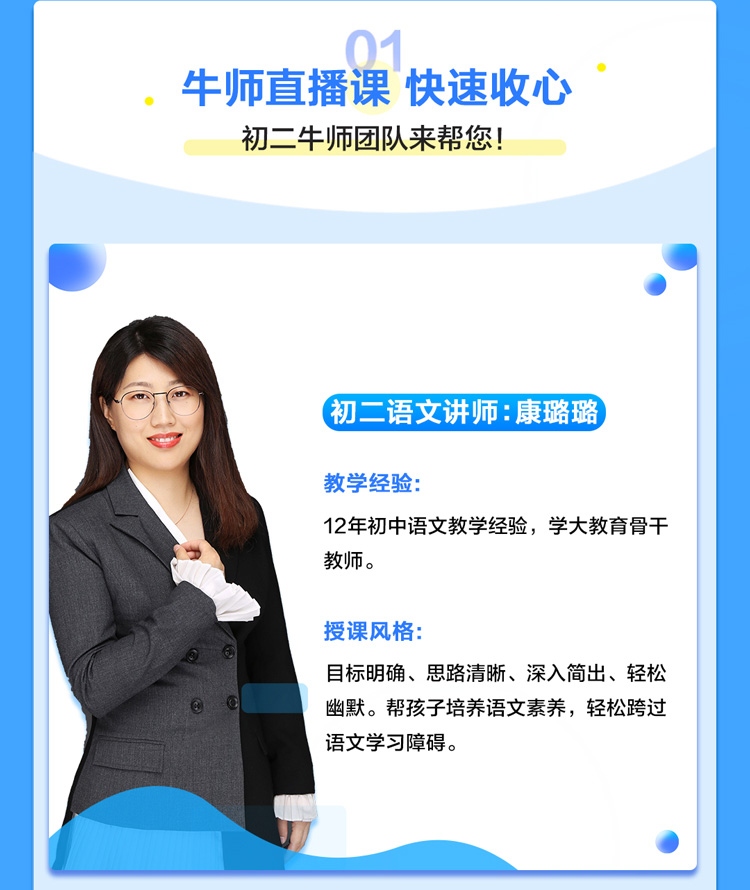 01
牛师直播课 快速收心
初二牛师团队来帮您！
初二语文讲师：康璐璐
教学经验：
12年初中语文教学经验，学大教育骨干
教师。
授课风格：
目标明确、思路清晰、深入简出、轻松
幽默。帮孩子培养语文素养，轻松跨过
语文学习障碍。